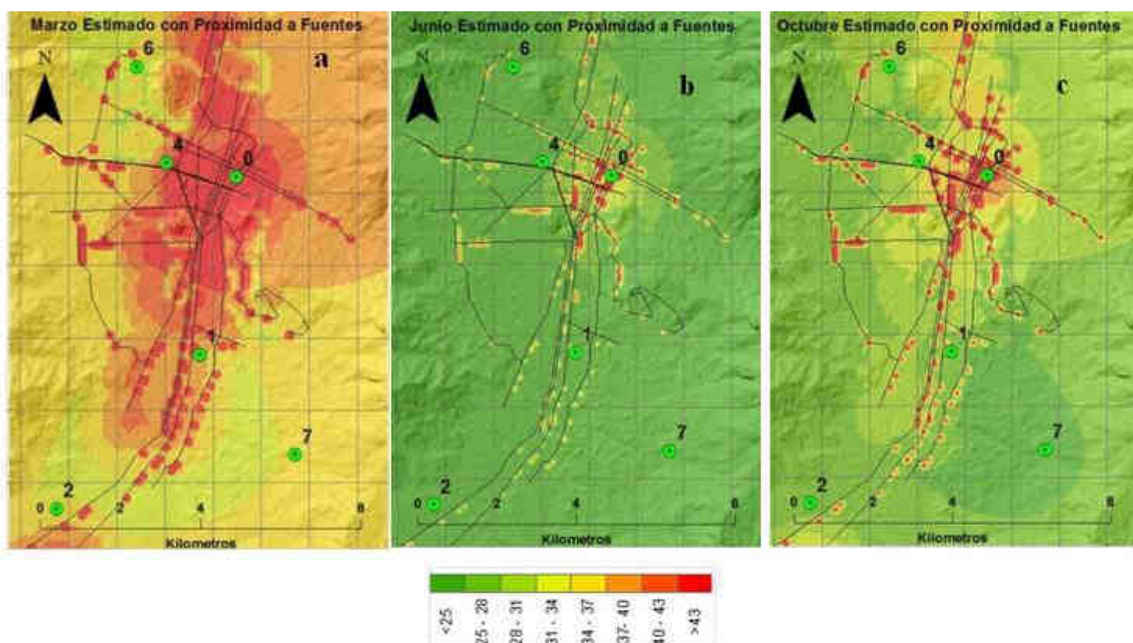 Marzo Estimado con Proximidad a Fuentes
6
N
a
4
0
1
7
2
0 2 4 8
Kilometros
Junio Estimado con Proximidad a Fuentes
6
N
b
4
0
1
7
2
0 2 4 8
Kilometros
Octubre Estimado con Proximidad a Fuentes
6
N
c
4
0
1
7
2
0 2 4 8
Kilometros
<25
25 - 28
28 - 31
31 - 34
34 - 37
37- 40
40 - 43
>43